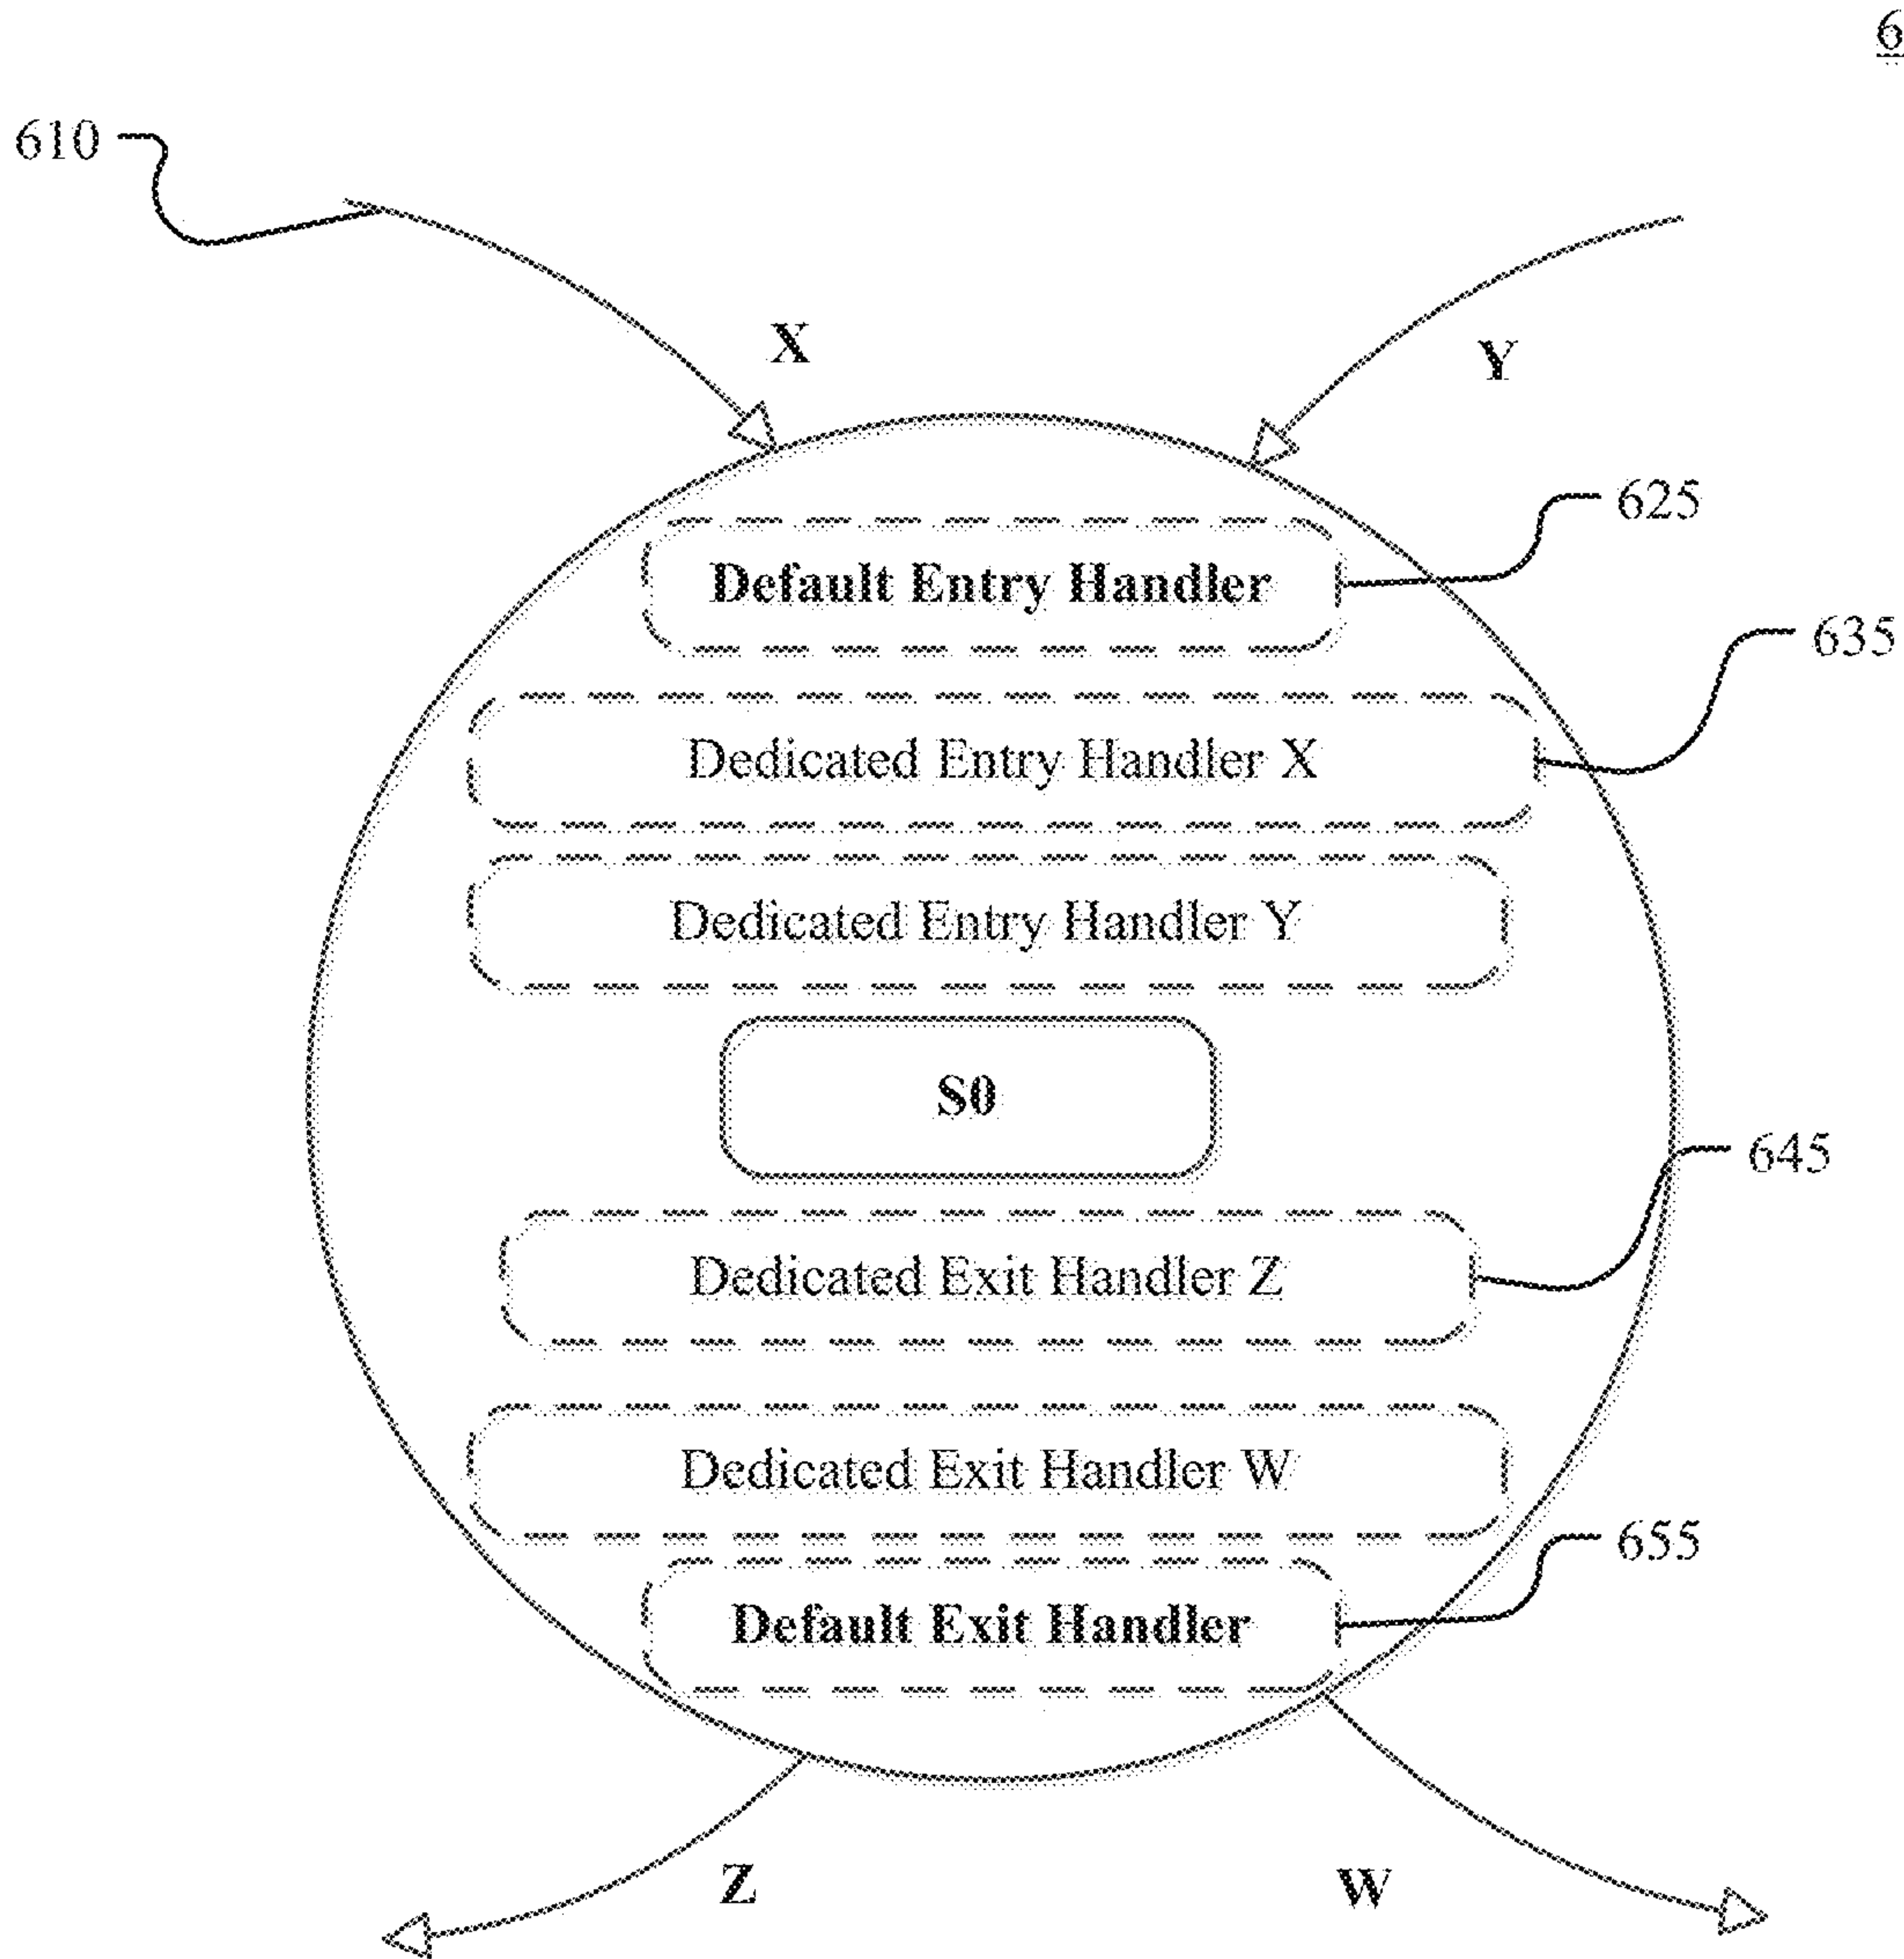 6
610
X
Y
625
Default Entry Handler
635
Dedicated Entry Handler X
Dedicated Entry Handler Y
S0
645
Dedicated Exit Handler Z
Dedicated Exit Handler W
655
Default Exit Handler
Z
W